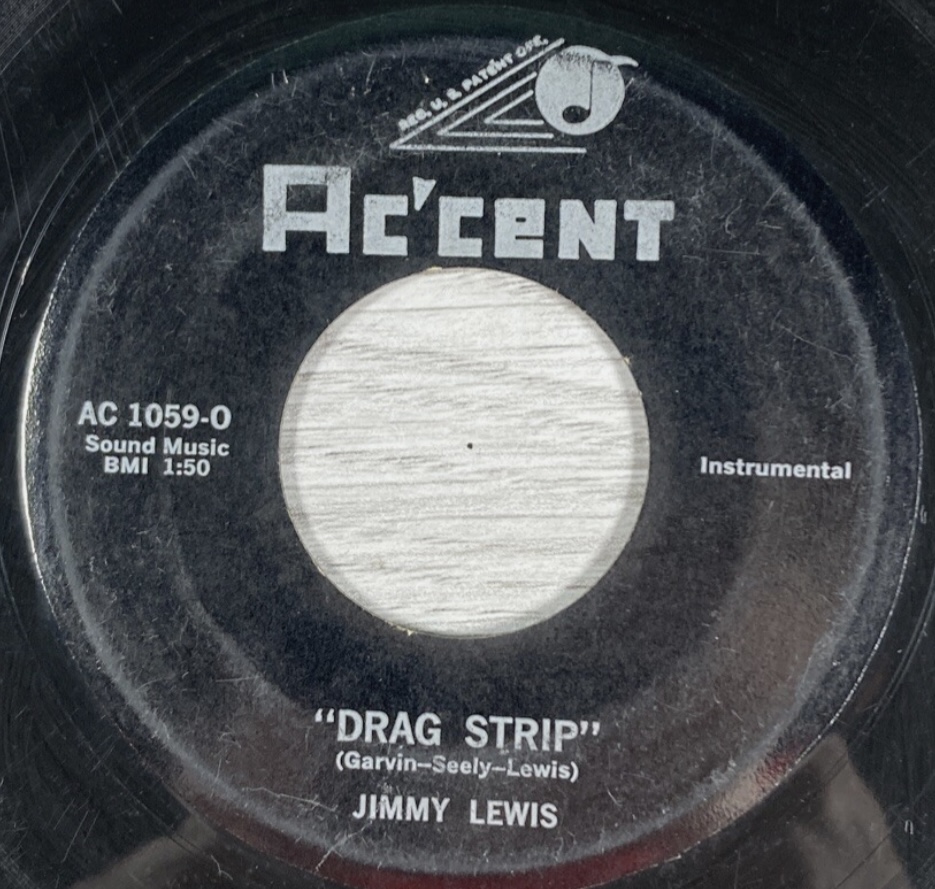 REG. U. S. PATENT OFF.
Ac'cent
AC 1059-O
Sound Music
BMI 1:50
Instrumental
“DRAG STRIP”
(Garvin—Seely—Lewis)
JIMMY LEWIS